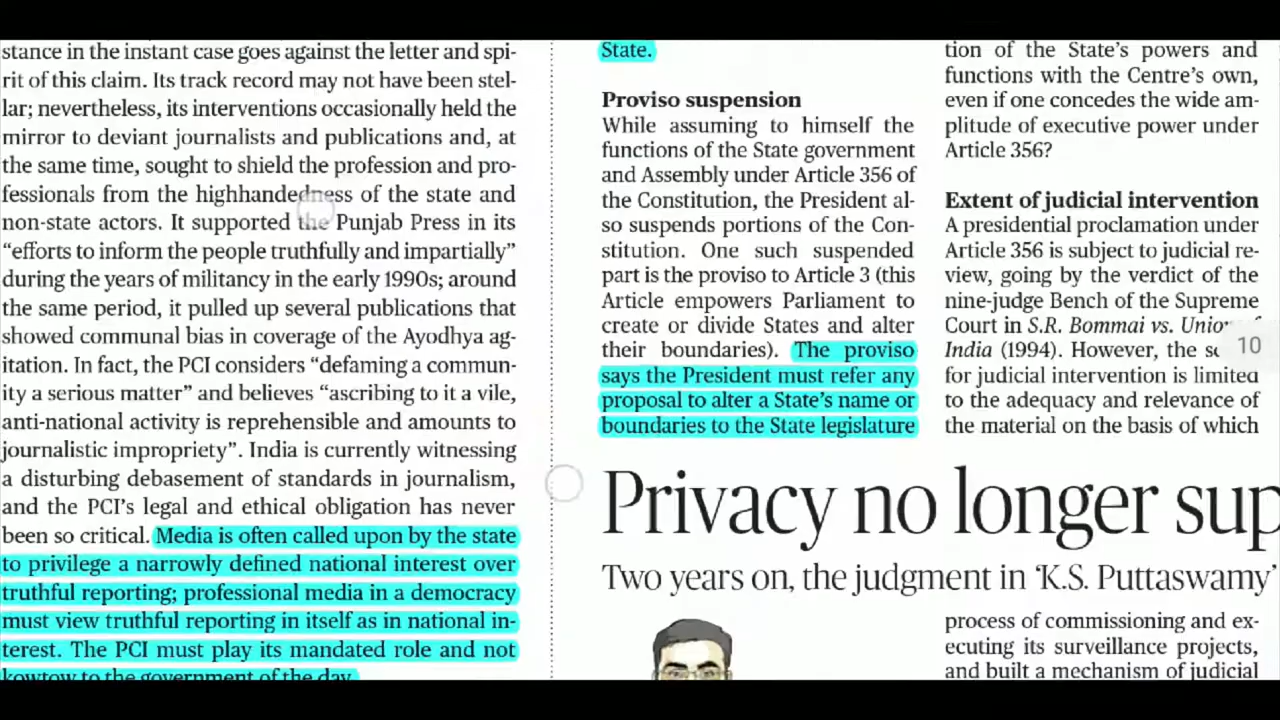 stance in the instant case goes against the letter and spi-
rit of this claim. Its track record may not have been stel-
lar; nevertheless, its interventions occasionally held the
mirror to deviant journalists and publications and, at
the same time, sought to shield the profession and pro-
fessionals from the highhandedness of the state and
non-state actors. It supported the Punjab Press in its
“efforts to inform the people truthfully and impartially”
during the years of militancy in the early 1990s; around
the same period, it pulled up several publications that
showed communal bias in coverage of the Ayodhya ag-
itation. In fact, the PCI considers “defaming a commun-
ity a serious matter” and believes “ascribing to it a vile,
anti-national activity is reprehensible and amounts to
journalistic impropriety”. India is currently witnessing
a disturbing debasement of standards in journalism,
and the PCI’s legal and ethical obligation has never
been so critical. Media is often called upon by the state
to privilege a narrowly defined national interest over
truthful reporting; professional media in a democracy
must view truthful reporting in itself as in national in-
terest. The PCI must play its mandated role and not
kowtow to the government of the day.
State.
Proviso suspension
While assuming to himself the
functions of the State government
and Assembly under Article 356 of
the Constitution, the President al-
so suspends portions of the Con-
stitution. One such suspended
part is the proviso to Article 3 (this
Article empowers Parliament to
create or divide States and alter
their boundaries). The proviso
says the President must refer any
proposal to alter a State’s name or
boundaries to the State legislature
tion of the State’s powers and
functions with the Centre’s own,
even if one concedes the wide am-
plitude of executive power under
Article 356?
Extent of judicial intervention
A presidential proclamation under
Article 356 is subject to judicial re-
view, going by the verdict of the
nine-judge Bench of the Supreme
Court in S.R. Bommai vs. Union of
India (1994). However, the
for judicial intervention is limited
to the adequacy and relevance of
the material on the basis of which
10
Privacy no longer sup
Two years on, the judgment in ‘K.S. Puttaswamy’
process of commissioning and ex-
ecuting its surveillance projects,
and built a mechanism of judicial